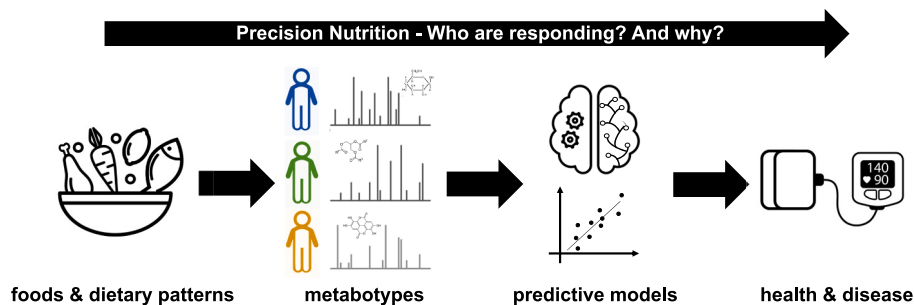 Precision Nutrition - Who are responding? And why?
140
90
foods & dietary patterns
metabotypes
predictive models
health & disease